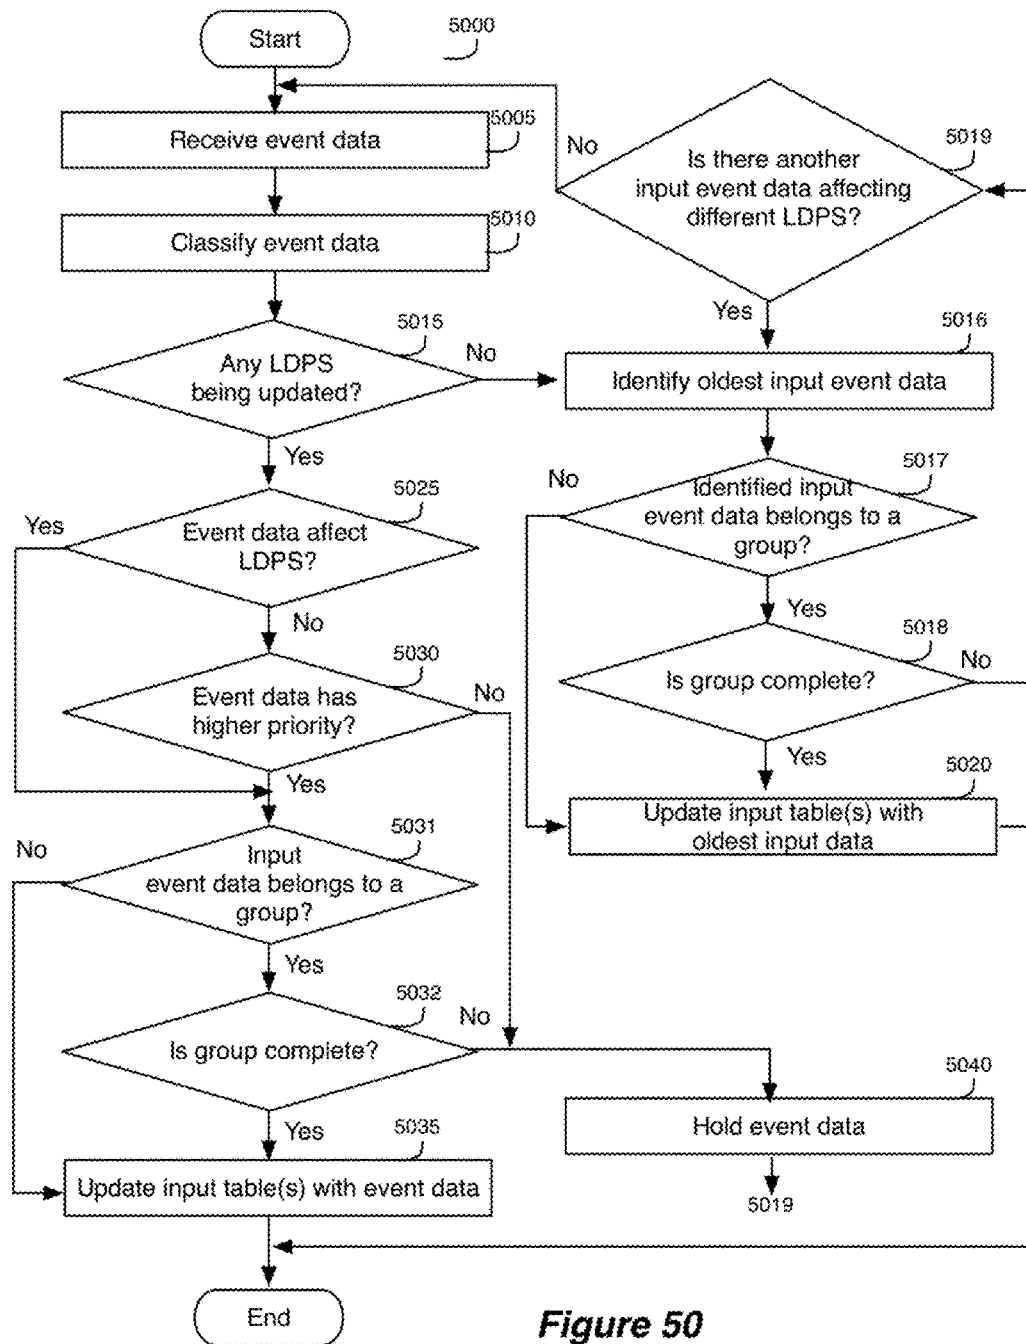 Start
5000
Receive event data
5005
Classify event data
5010
Any LDPS
being updated?
5015
No
Yes
Event data affect
LDPS?
5025
Yes
No
Event data has
higher priority?
5030
No
Yes
Input
event data belongs to a
group?
5031
No
Yes
Is group complete?
5032
No
Yes
Update input table(s) with event data
5035
End
Is there another
input event data affecting
different LDPS?
5019
No
Yes
Identify oldest input event data
5016
Identified input
event data belongs to a
group?
5017
No
Yes
Is group complete?
5018
No
Yes
Update input table(s) with
oldest input data
5020
Hold event data
5040
5019
Figure 50